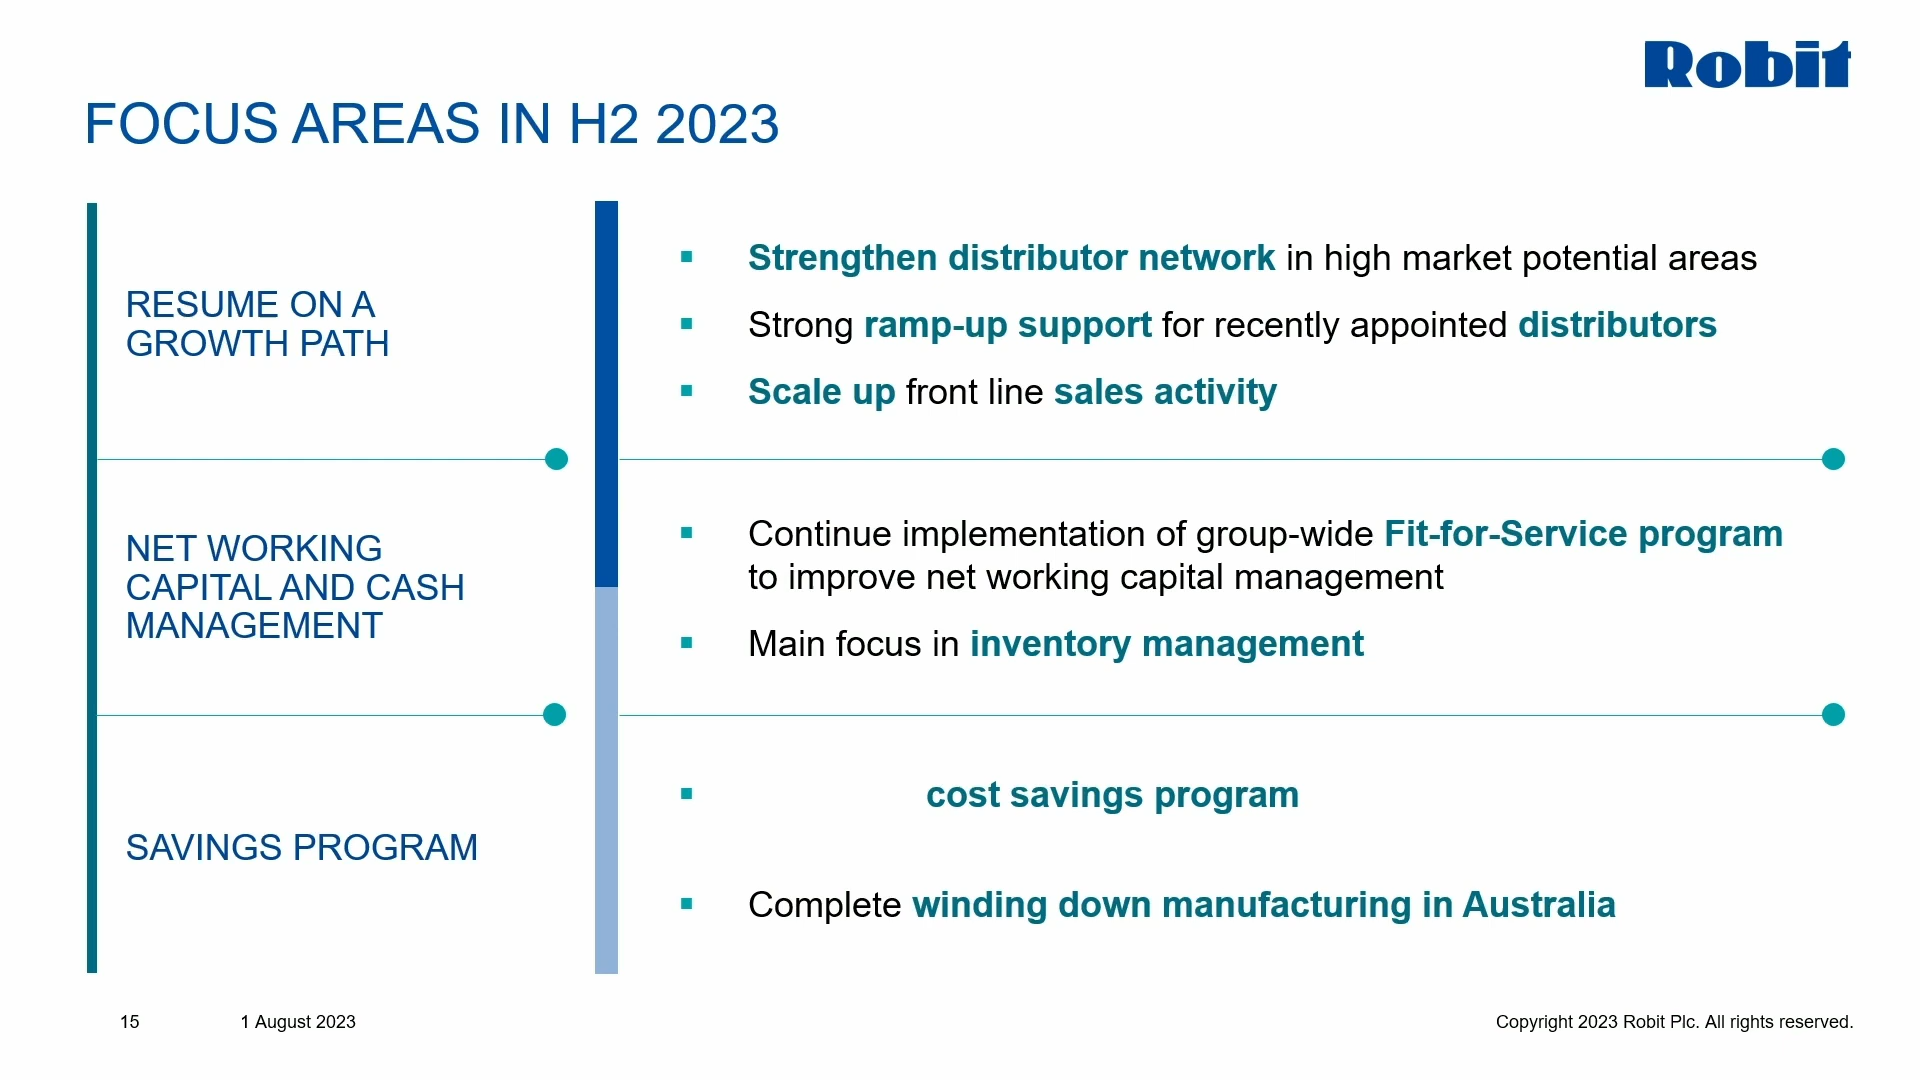 Robit
FOCUS AREAS IN H2 2023
RESUME ON A
GROWTH PATH
▪ Strengthen distributor network in high market potential areas
▪ Strong ramp-up support for recently appointed distributors
▪ Scale up front line sales activity
NET WORKING
CAPITAL AND CASH
MANAGEMENT
▪ Continue implementation of group-wide Fit-for-Service program
to improve net working capital management
▪ Main focus in inventory management
SAVINGS PROGRAM
▪ cost savings program
▪ Complete winding down manufacturing in Australia
15
1 August 2023
Copyright 2023 Robit Plc. All rights reserved.